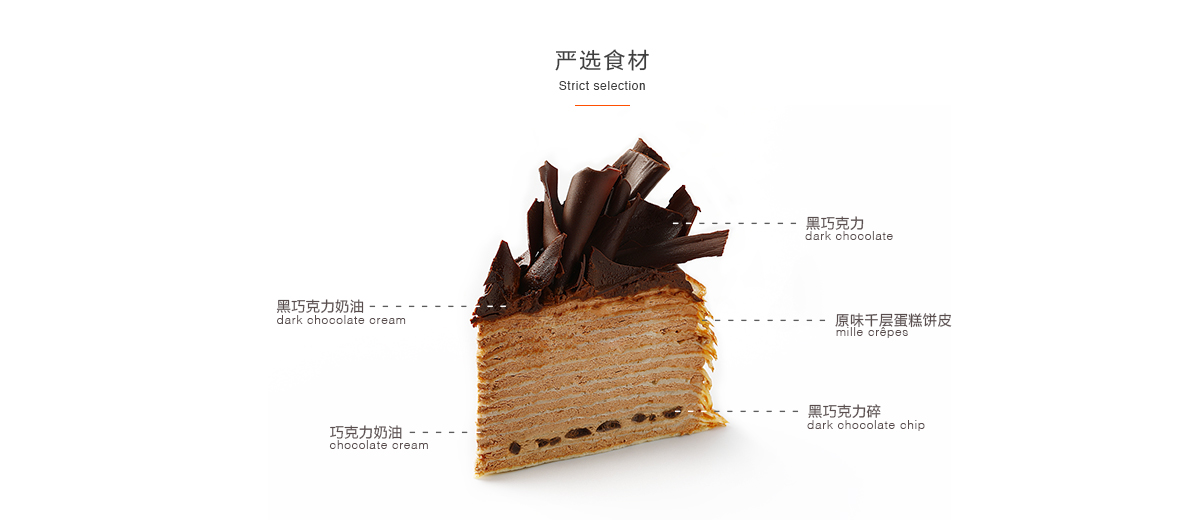 严选食材
Strict selection
黑巧克力
dark chocolate
黑巧克力奶油
dark chocolate cream
原味千层蛋糕饼皮
mille crêpes
黑巧克力碎
dark chocolate chip
巧克力奶油
chocolate cream